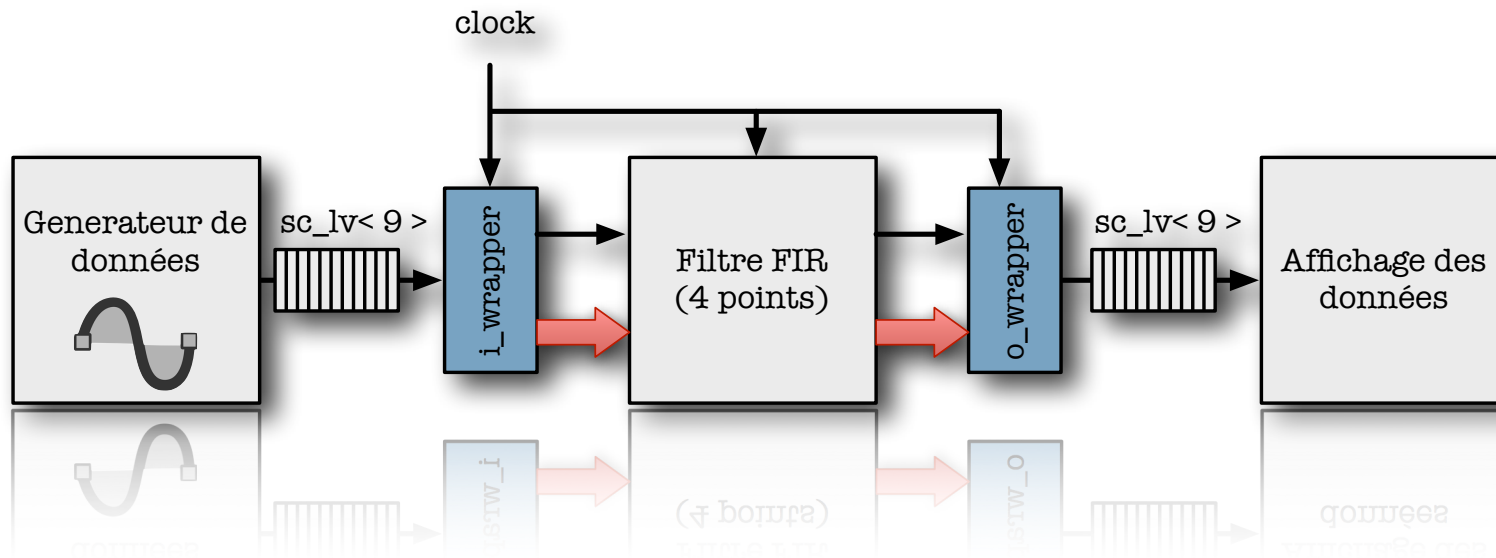 clock
Generateur de
données
sc_lv< 9 >
i_wrapper
Filtre FIR
(4 points)
o_wrapper
sc_lv< 9 >
Affichage des
données